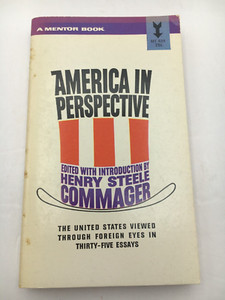 A MENTOR BOOK
AMERICA IN
PERSPECTIVE
EDITED WITH INTRODUCTION BY
HENRY STEELE
COMMAGER
THE UNITED STATES VIEWED
THROUGH FOREIGN EYES IN
THIRTY-FIVE ESSAYS